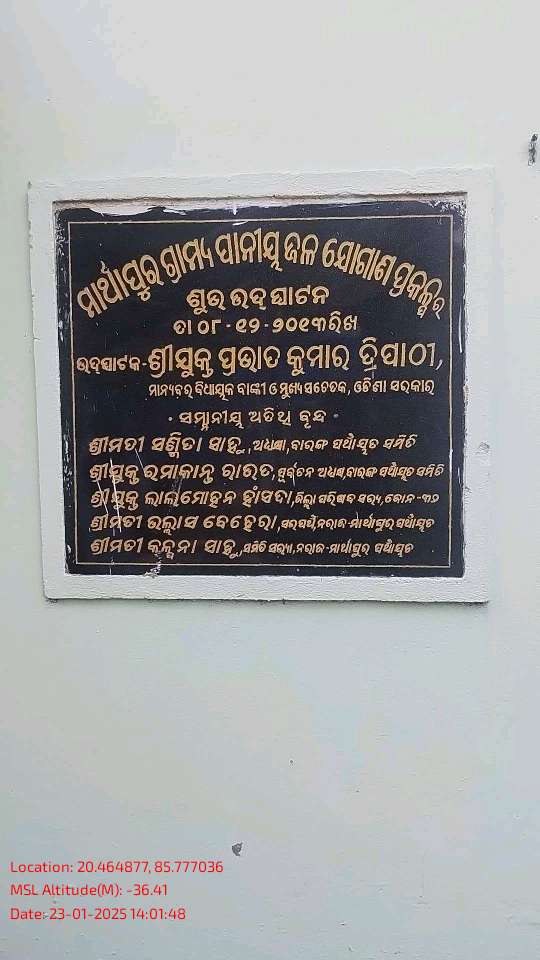 ମାର୍ଥାପୁର ଗ୍ରାମ୍ୟ ପାନୀୟ ଜଳ ଯୋଗାଣ ପ୍ରକଳ୍ପର
ଶୁଭ ଉଦ୍ଘାଟନ
ତା ୦୮-୧୨-୨୦୧୩ରିଖ
ଉଦ୍ଘାଟକ-ଶ୍ରୀଯୁକ୍ତ ପ୍ରଭାତ କୁମାର ତ୍ରିପାଠୀ,
ମାନ୍ୟବର ବିଧାୟକ ବାଙ୍କୀ ଓ ମୁଖ୍ୟ ସଚେତକ, ଓଡିଶା ସରକାର
• ସମ୍ମାନୀୟ ଅତିଥି ବୃନ୍ଦ •
ଶ୍ରୀମତୀ ସସ୍ମିତା ସାହୁ, ଅଧ୍ୟକ୍ଷା, ବାରଙ୍ଗ ପଞ୍ଚାୟତ ସମିତି
ଶ୍ରୀଯୁକ୍ତ ରମାକାନ୍ତ ରାଉତ, ପୂର୍ବତନ ଅଧ୍ୟକ୍ଷ, ବାରଙ୍ଗ ପଞ୍ଚାୟତ ସମିତି
ଶ୍ରୀଯୁକ୍ତ ଲାଲମୋହନ ହାଁସଦା, ଜିଲ୍ଲା ପରିଷଦ ସଭ୍ୟ, ଜୋନ-୩୨
ଶ୍ରୀମତୀ ଉଲ୍ଲାସ ବେହେରା, ସରପଞ୍ଚ, ନରାଜ-ମାର୍ଥାପୁର ପଞ୍ଚାୟତ
ଶ୍ରୀମତୀ କଳ୍ପନା ସାହୁ, ସମିତି ସଭ୍ୟା, ନରାଜ-ମାର୍ଥାପୁର ପଞ୍ଚାୟତ
Location: 20.464877, 85.777036
MSL Altitude(M): -36.41
Date: 23-01-2025 14:01:48